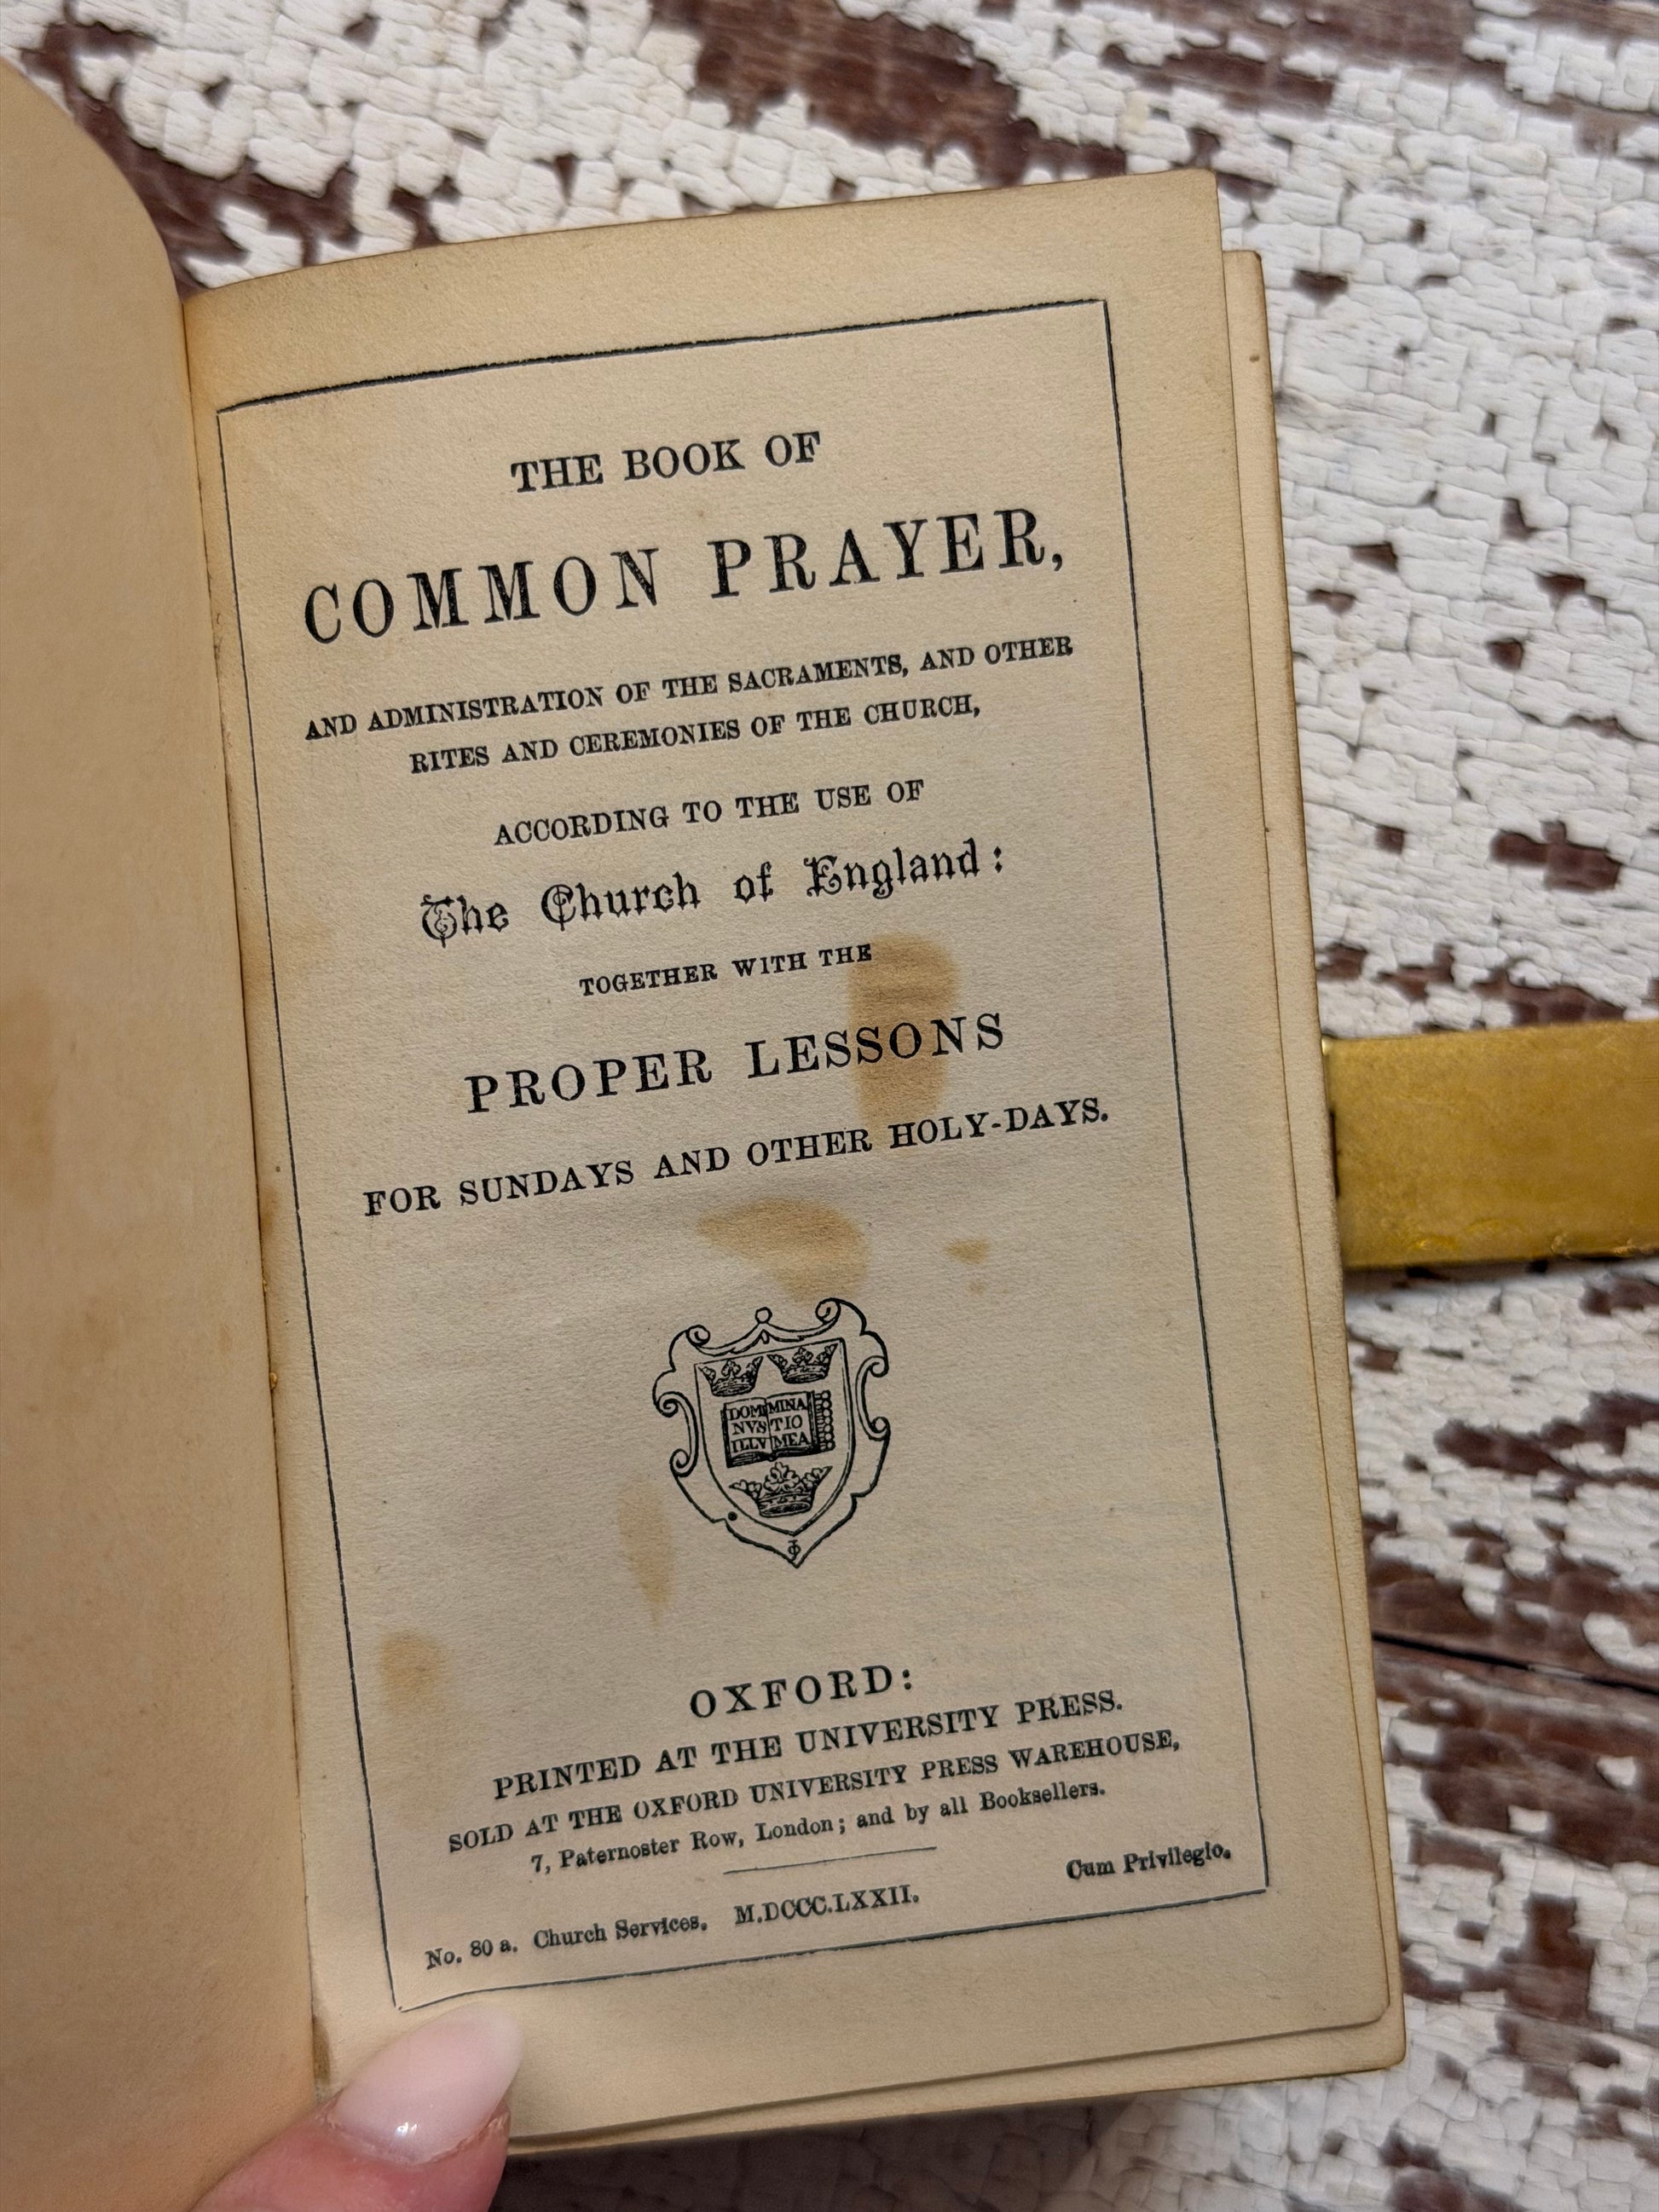 THE BOOK OF
COMMON PRAYER,
AND ADMINISTRATION OF THE SACRAMENTS, AND OTHER
RITES AND CEREMONIES OF THE CHURCH,
ACCORDING TO THE USE OF
The Church of England:
TOGETHER WITH THE
PROPER LESSONS
FOR SUNDAYS AND OTHER HOLY-DAYS.
DOMI MINA
NVS TIO
ILLV MEA
OXFORD:
PRINTED AT THE UNIVERSITY PRESS.
SOLD AT THE OXFORD UNIVERSITY PRESS WAREHOUSE,
7, Paternoster Row, London; and by all Booksellers.
No. 80 a. Church Services. M.DCCC.LXXII. Cum Privilegio.